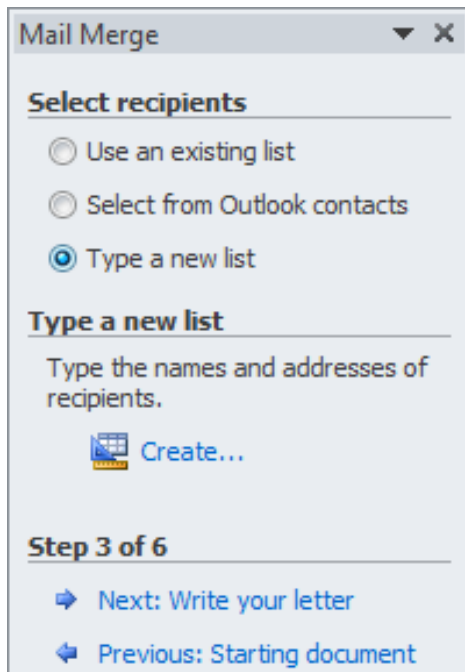 Mail Merge
Select recipients
Use an existing list
Select from Outlook contacts
Type a new list
Type a new list
Type the names and addresses of
recipients.
Create...
Step 3 of 6
Next: Write your letter
Previous: Starting document